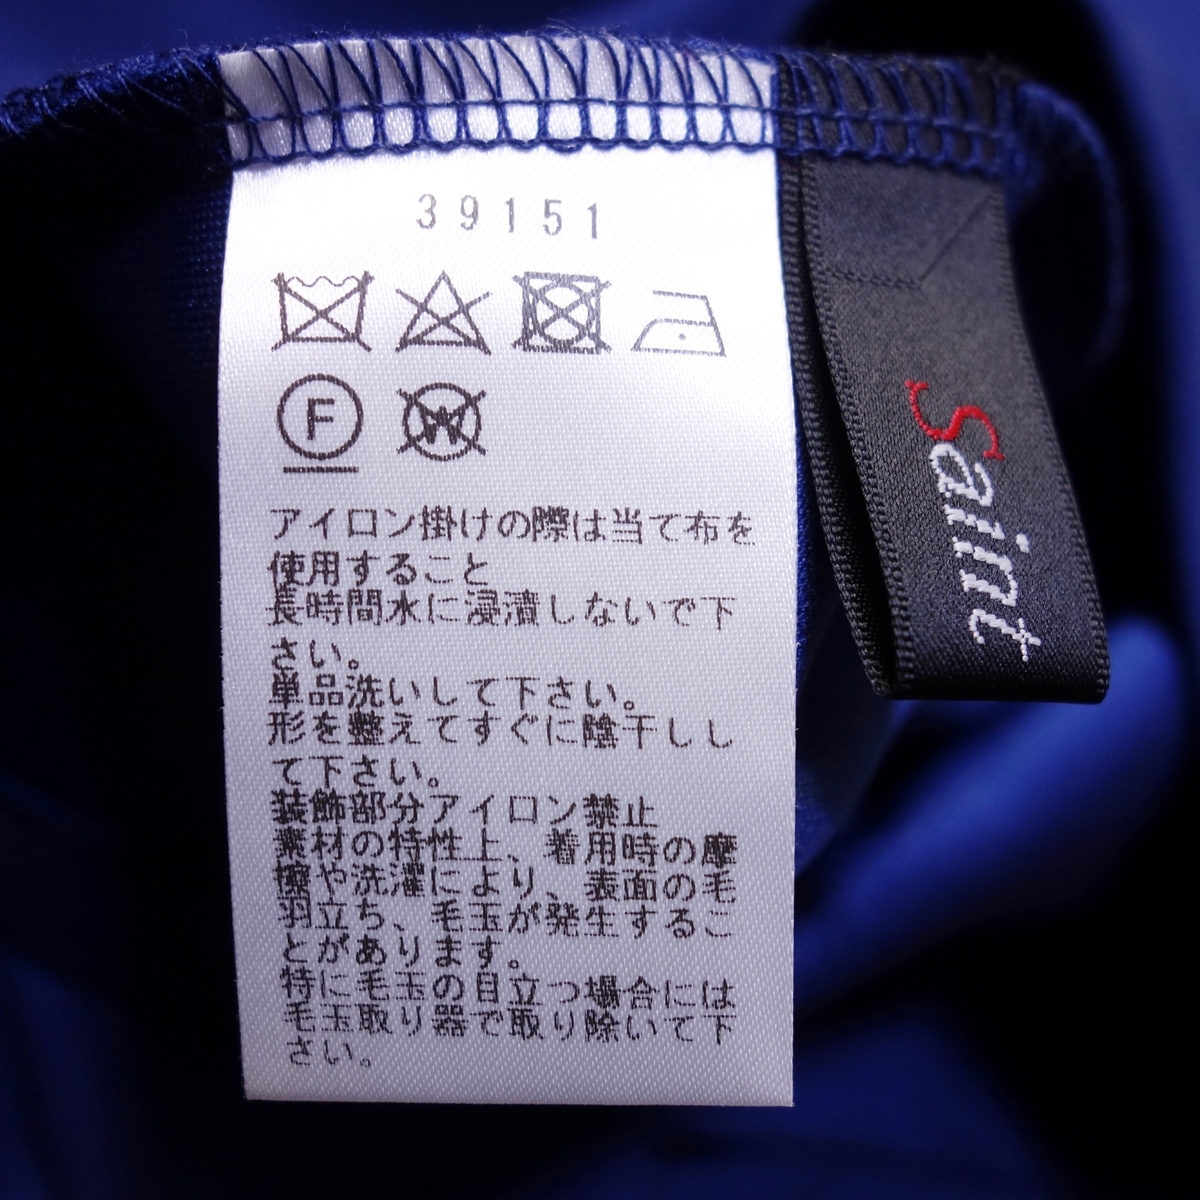 39151
F
W
アイロン掛けの際は当て布を
使用すること
長時間水に浸漬しないで下
さい。
単品洗いして下さい。
形を整えてすぐに陰干しし
て下さい。
装飾部分アイロン禁止
素材の特性上、着用時の摩
擦や洗濯により、表面の毛
羽立ち、毛玉が発生するこ
とがあります。
特に毛玉の目立つ場合には
毛玉取り器で取り除いて下
さい。
Saint